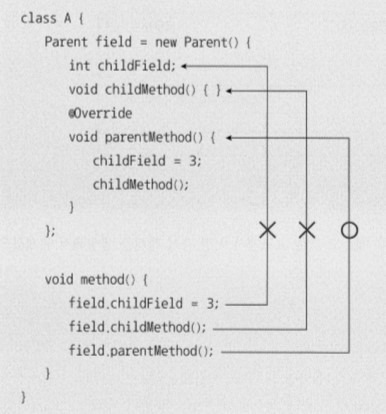 class A {
Parent field = new Parent() {
int childField;
void childMethod() { }
@Override
void parentMethod() {
childField = 3;
childMethod();
}
};
void method() {
field.childField = 3;
field.childMethod();
field.parentMethod();
}
}